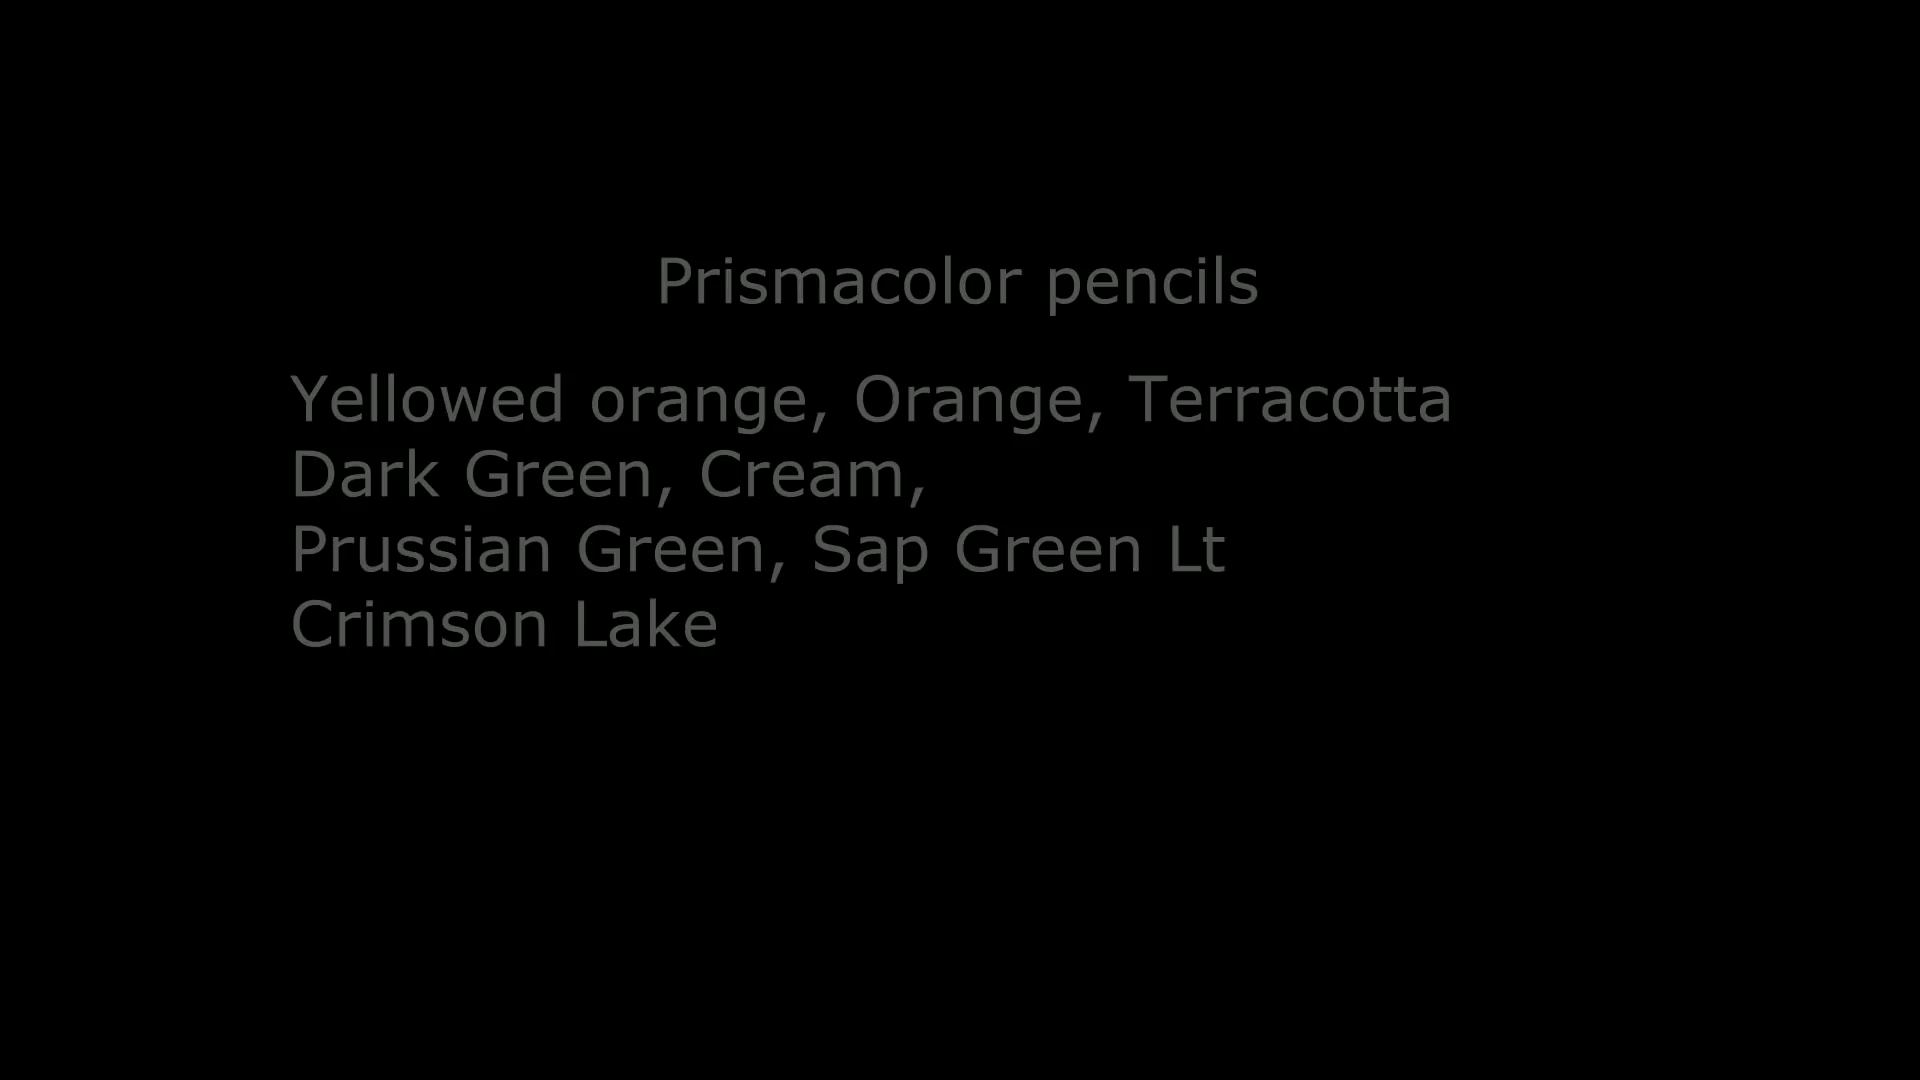 Prismacolor pencils
Yellowed orange, Orange, Terracotta
Dark Green, Cream,
Prussian Green, Sap Green Lt
Crimson Lake